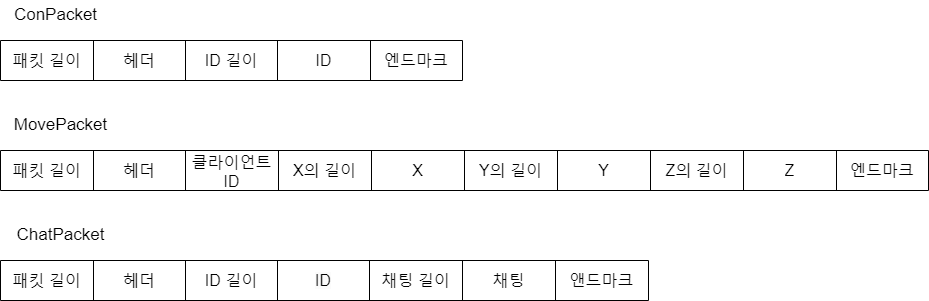 ConPacket
패킷 길이 헤더 ID 길이 ID 엔드마크
MovePacket
패킷 길이 헤더 클라이언트 ID X의 길이 X Y의 길이 Y Z의 길이 Z 엔드마크
ChatPacket
패킷 길이 헤더 ID 길이 ID 채팅 길이 채팅 앤드마크